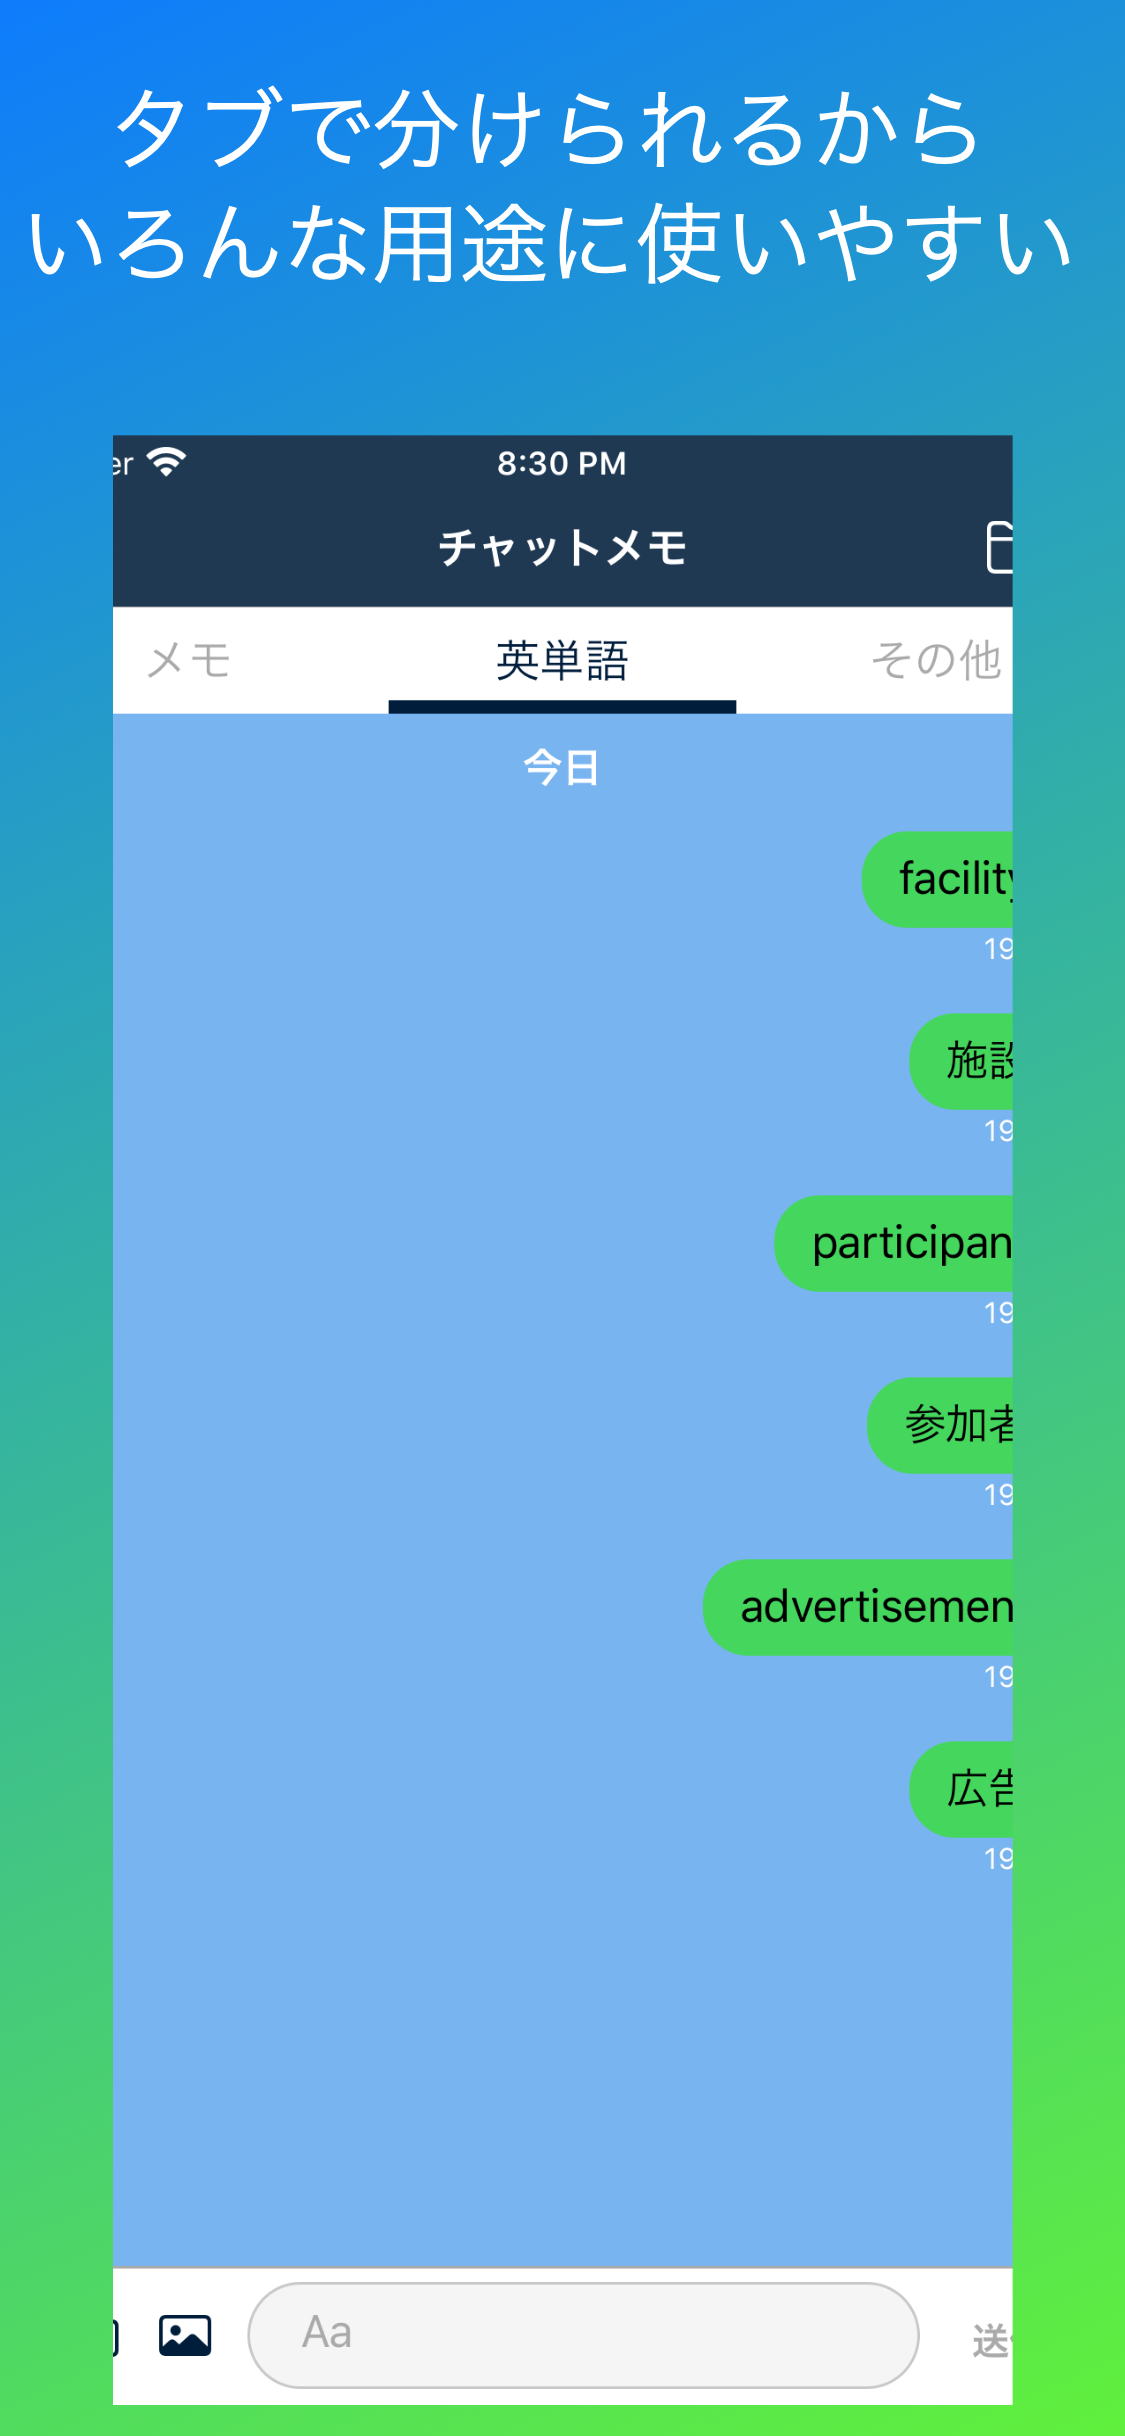 タブで分けられるから
いろんな用途に使いやすい
er 8:30 PM
チャットメモ
メモ 英単語 その他
今日
facility
19
施設
19
participan
19
参加者
19
advertisemen
19
広告
19
Aa 送